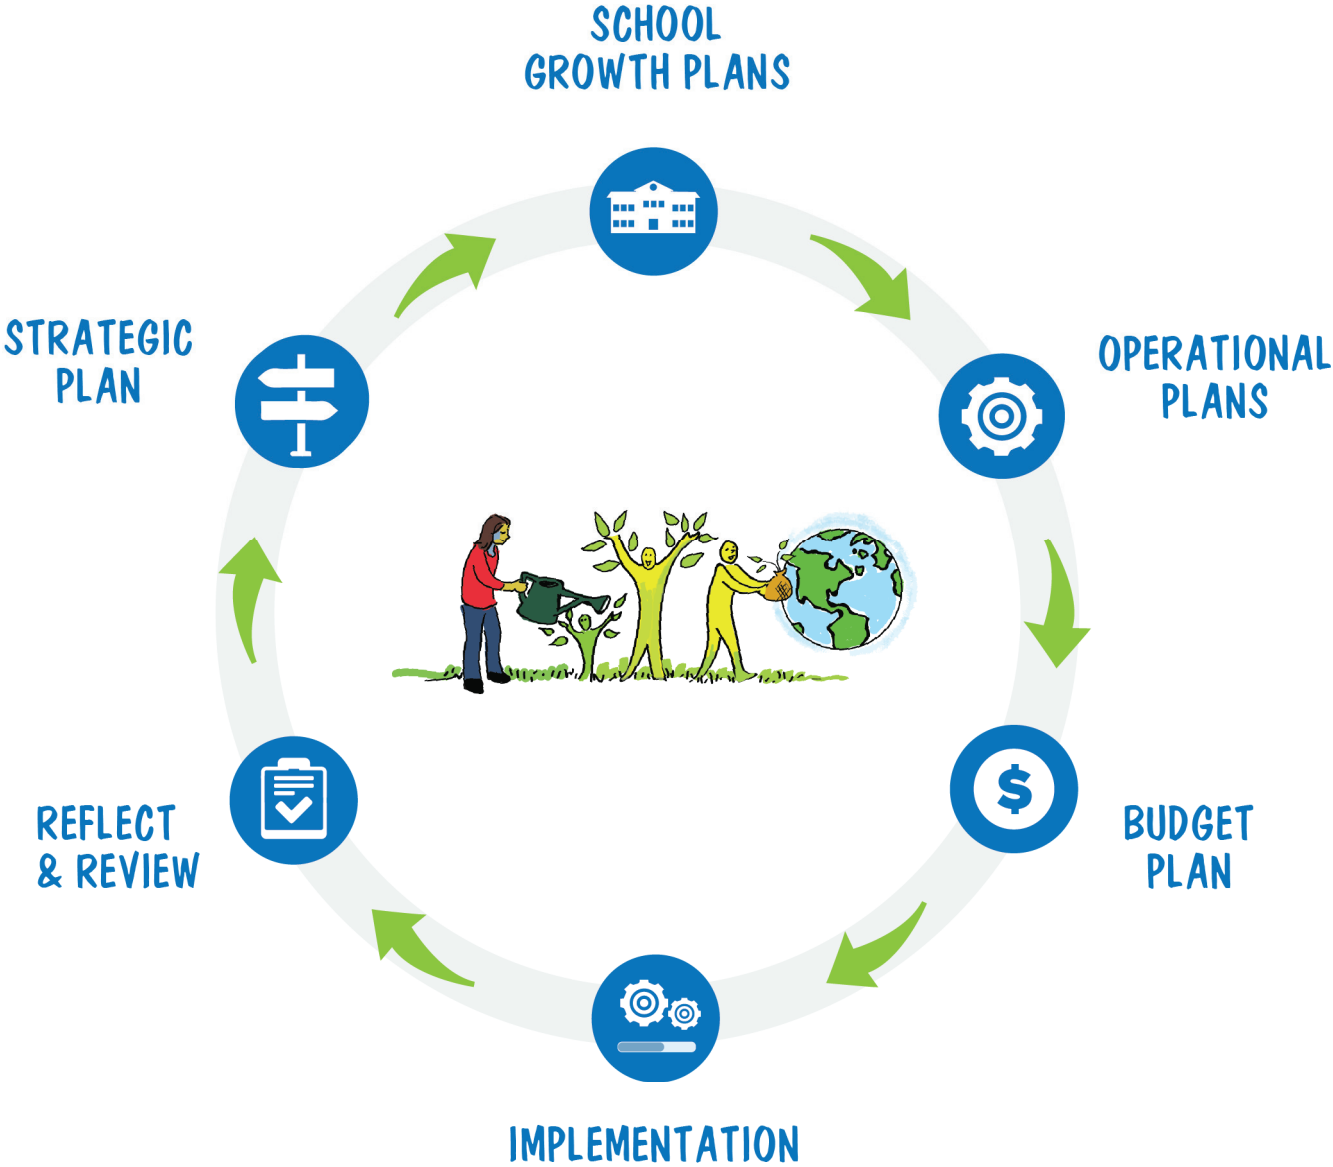 SCHOOL
GROWTH PLANS
OPERATIONAL
PLANS
BUDGET
PLAN
IMPLEMENTATION
REFLECT
& REVIEW
STRATEGIC
PLAN
$